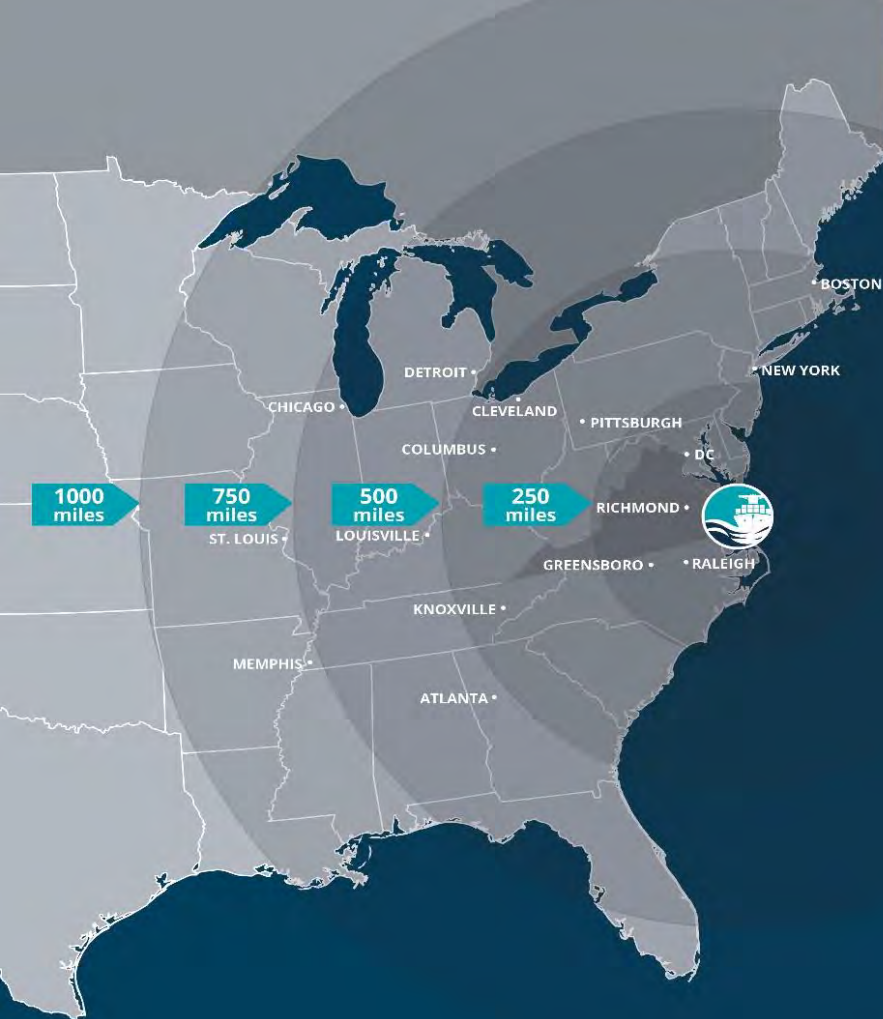 BOSTON
NEW YORK
DETROIT
CHICAGO
CLEVELAND
PITTSBURGH
COLUMBUS
DC
1000
miles
750
miles
500
miles
250
miles
RICHMOND
ST. LOUIS
LOUISVILLE
GREENSBORO
RALEIGH
KNOXVILLE
MEMPHIS
ATLANTA